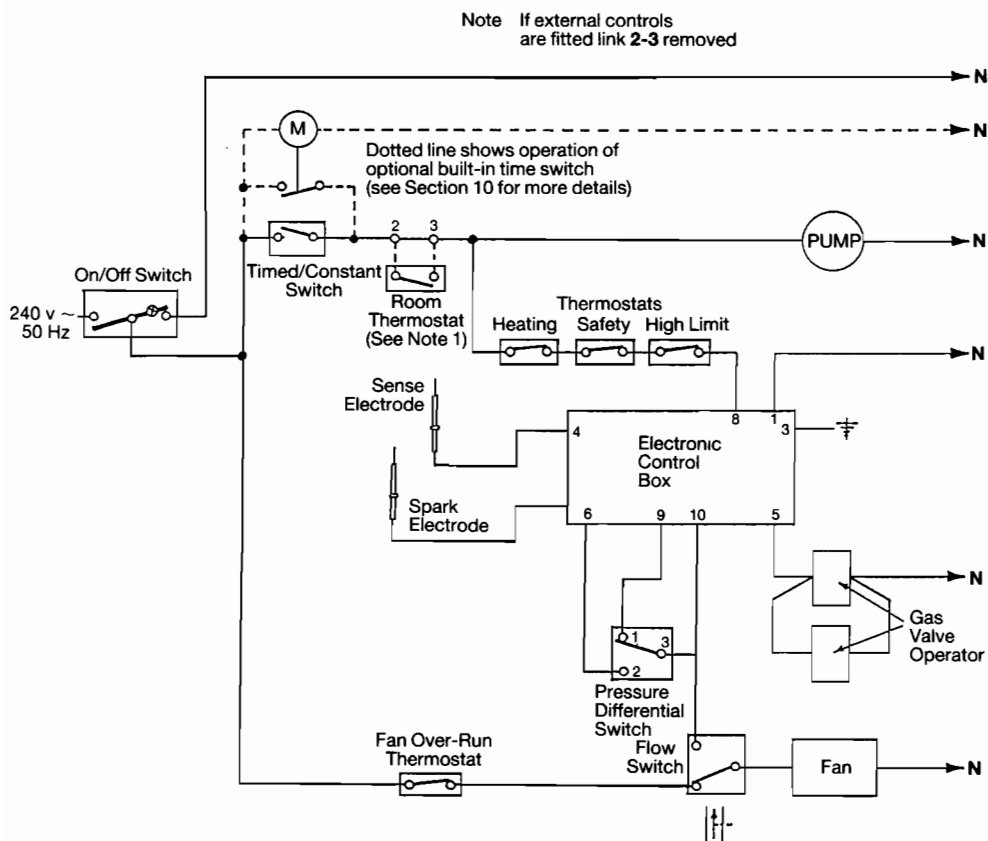 Note If external controls
are fitted link 2-3 removed
N
M
N
Dotted line shows operation of
optional built-in time switch
(see Section 10 for more details)
2 3
PUMP
N
On/Off Switch
Timed/Constant
Switch
240 v ~
50 Hz
Room
Thermostat
(See Note 1)
Thermostats
Heating Safety High Limit
N
Sense
Electrode
8 1
3
4
Electronic
Control
Box
Spark
Electrode
6 9 10 5
N
Gas
Valve
Operator
1
3
2
Pressure
Differential
Switch
Fan Over-Run
Thermostat
Flow
Switch
Fan
N